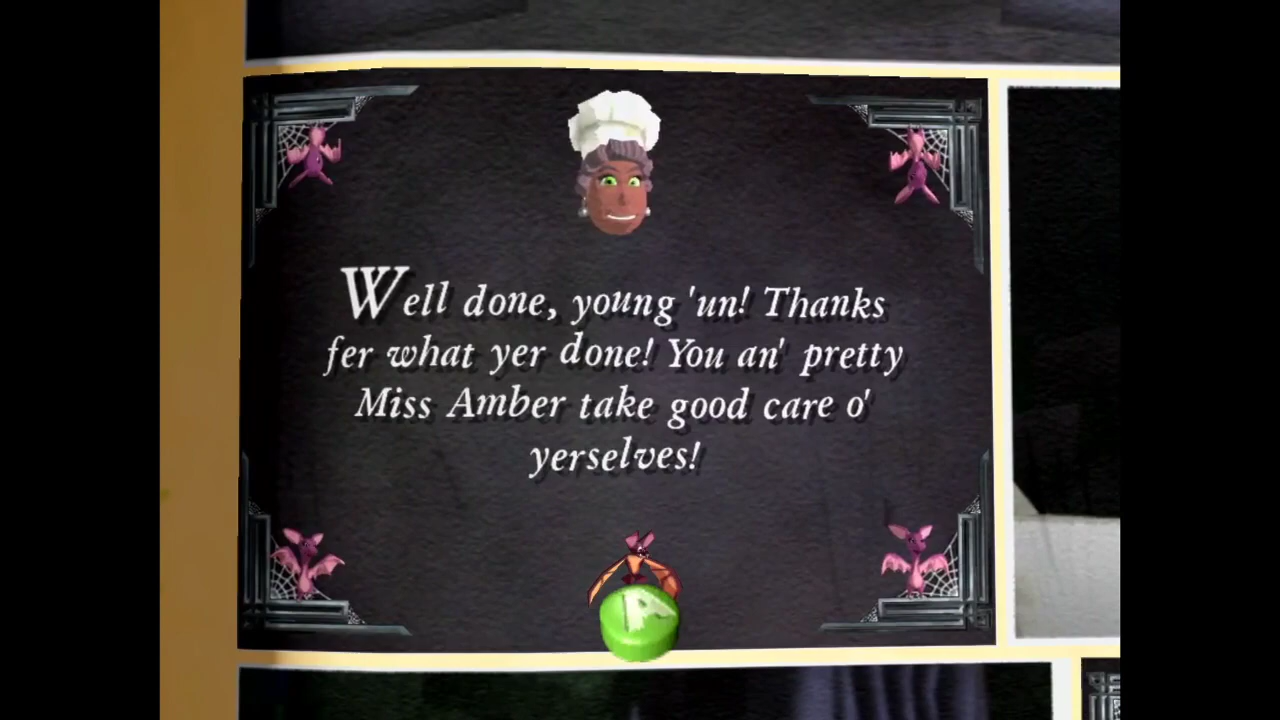 Well done, young 'un! Thanks
fer what yer done! You an' pretty
Miss Amber take good care o'
yerselves!
A